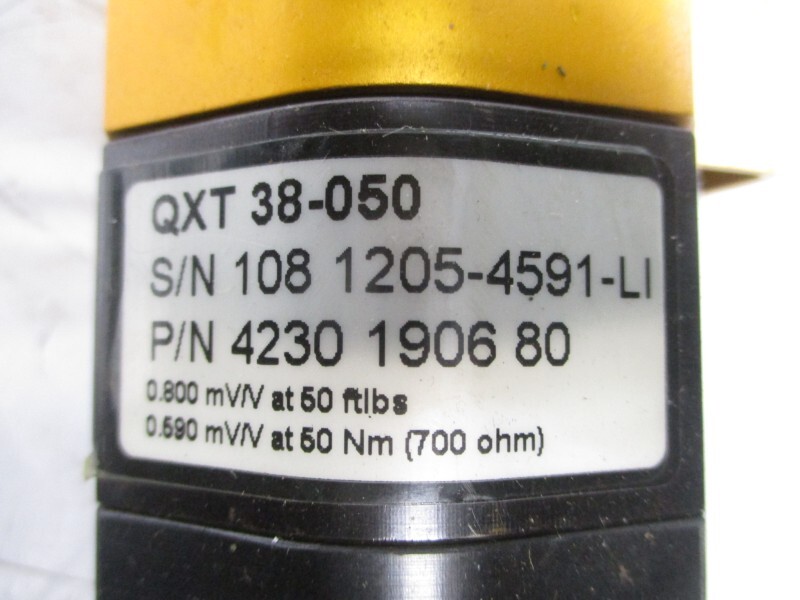 QXT 38-050
S/N 108 1205-4591-LI
P/N 4230 1906 80
0.800 mV/V at 50 ftlbs
0.590 mV/V at 50 Nm (700 ohm)